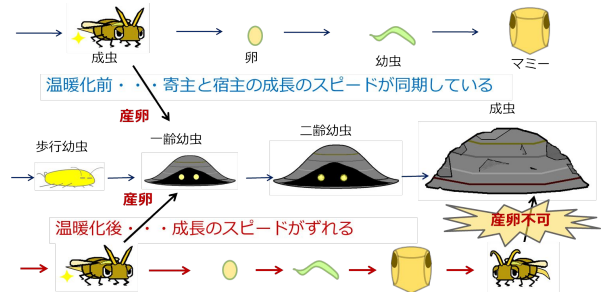 成虫
卵
幼虫
マミー
温暖化前・・・寄主と宿主の成長のスピードが同期している
産卵
成虫
歩行幼虫
一齢幼虫
二齢幼虫
産卵
産卵不可
温暖化後・・・成長のスピードがずれる